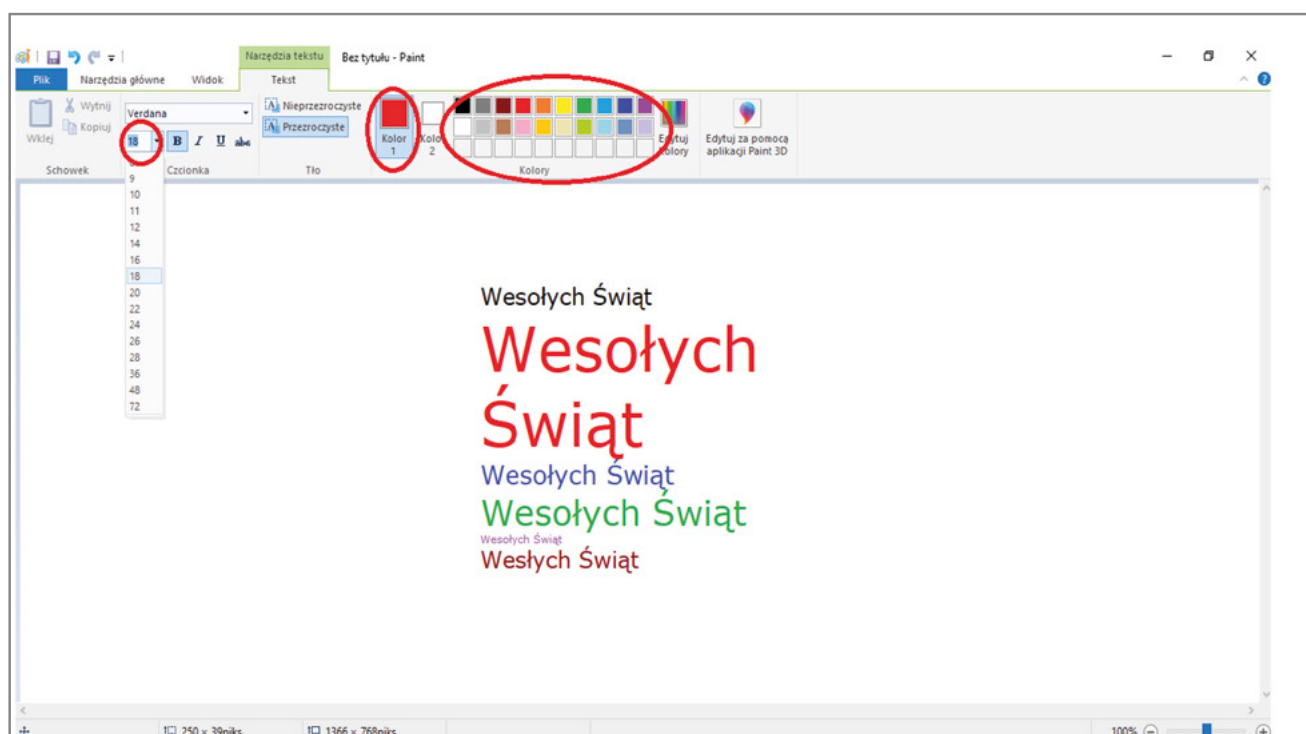 Narzędzia tekstu Bez tytułu - Paint
Plik Narzędzia główne Widok Tekst
Wklej
Wytnij
Kopiuj
Schowek
Verdana
18 B I U abc
Czcionka
Nieprzezroczyste
Przezroczyste
Tło
Kolor
1
Kolo
2
Kolory
Edytuj
kolory
Edytuj za pomocą
aplikacji Paint 3D
9
10
11
12
14
16
18
20
22
24
26
28
36
48
72
Wesołych Świąt
Wesołych
Świąt
Wesołych Świąt
Wesołych Świąt
Wesołych Świąt
Wesłych Świąt
250 × 39piks. 1366 × 768piks. 100%